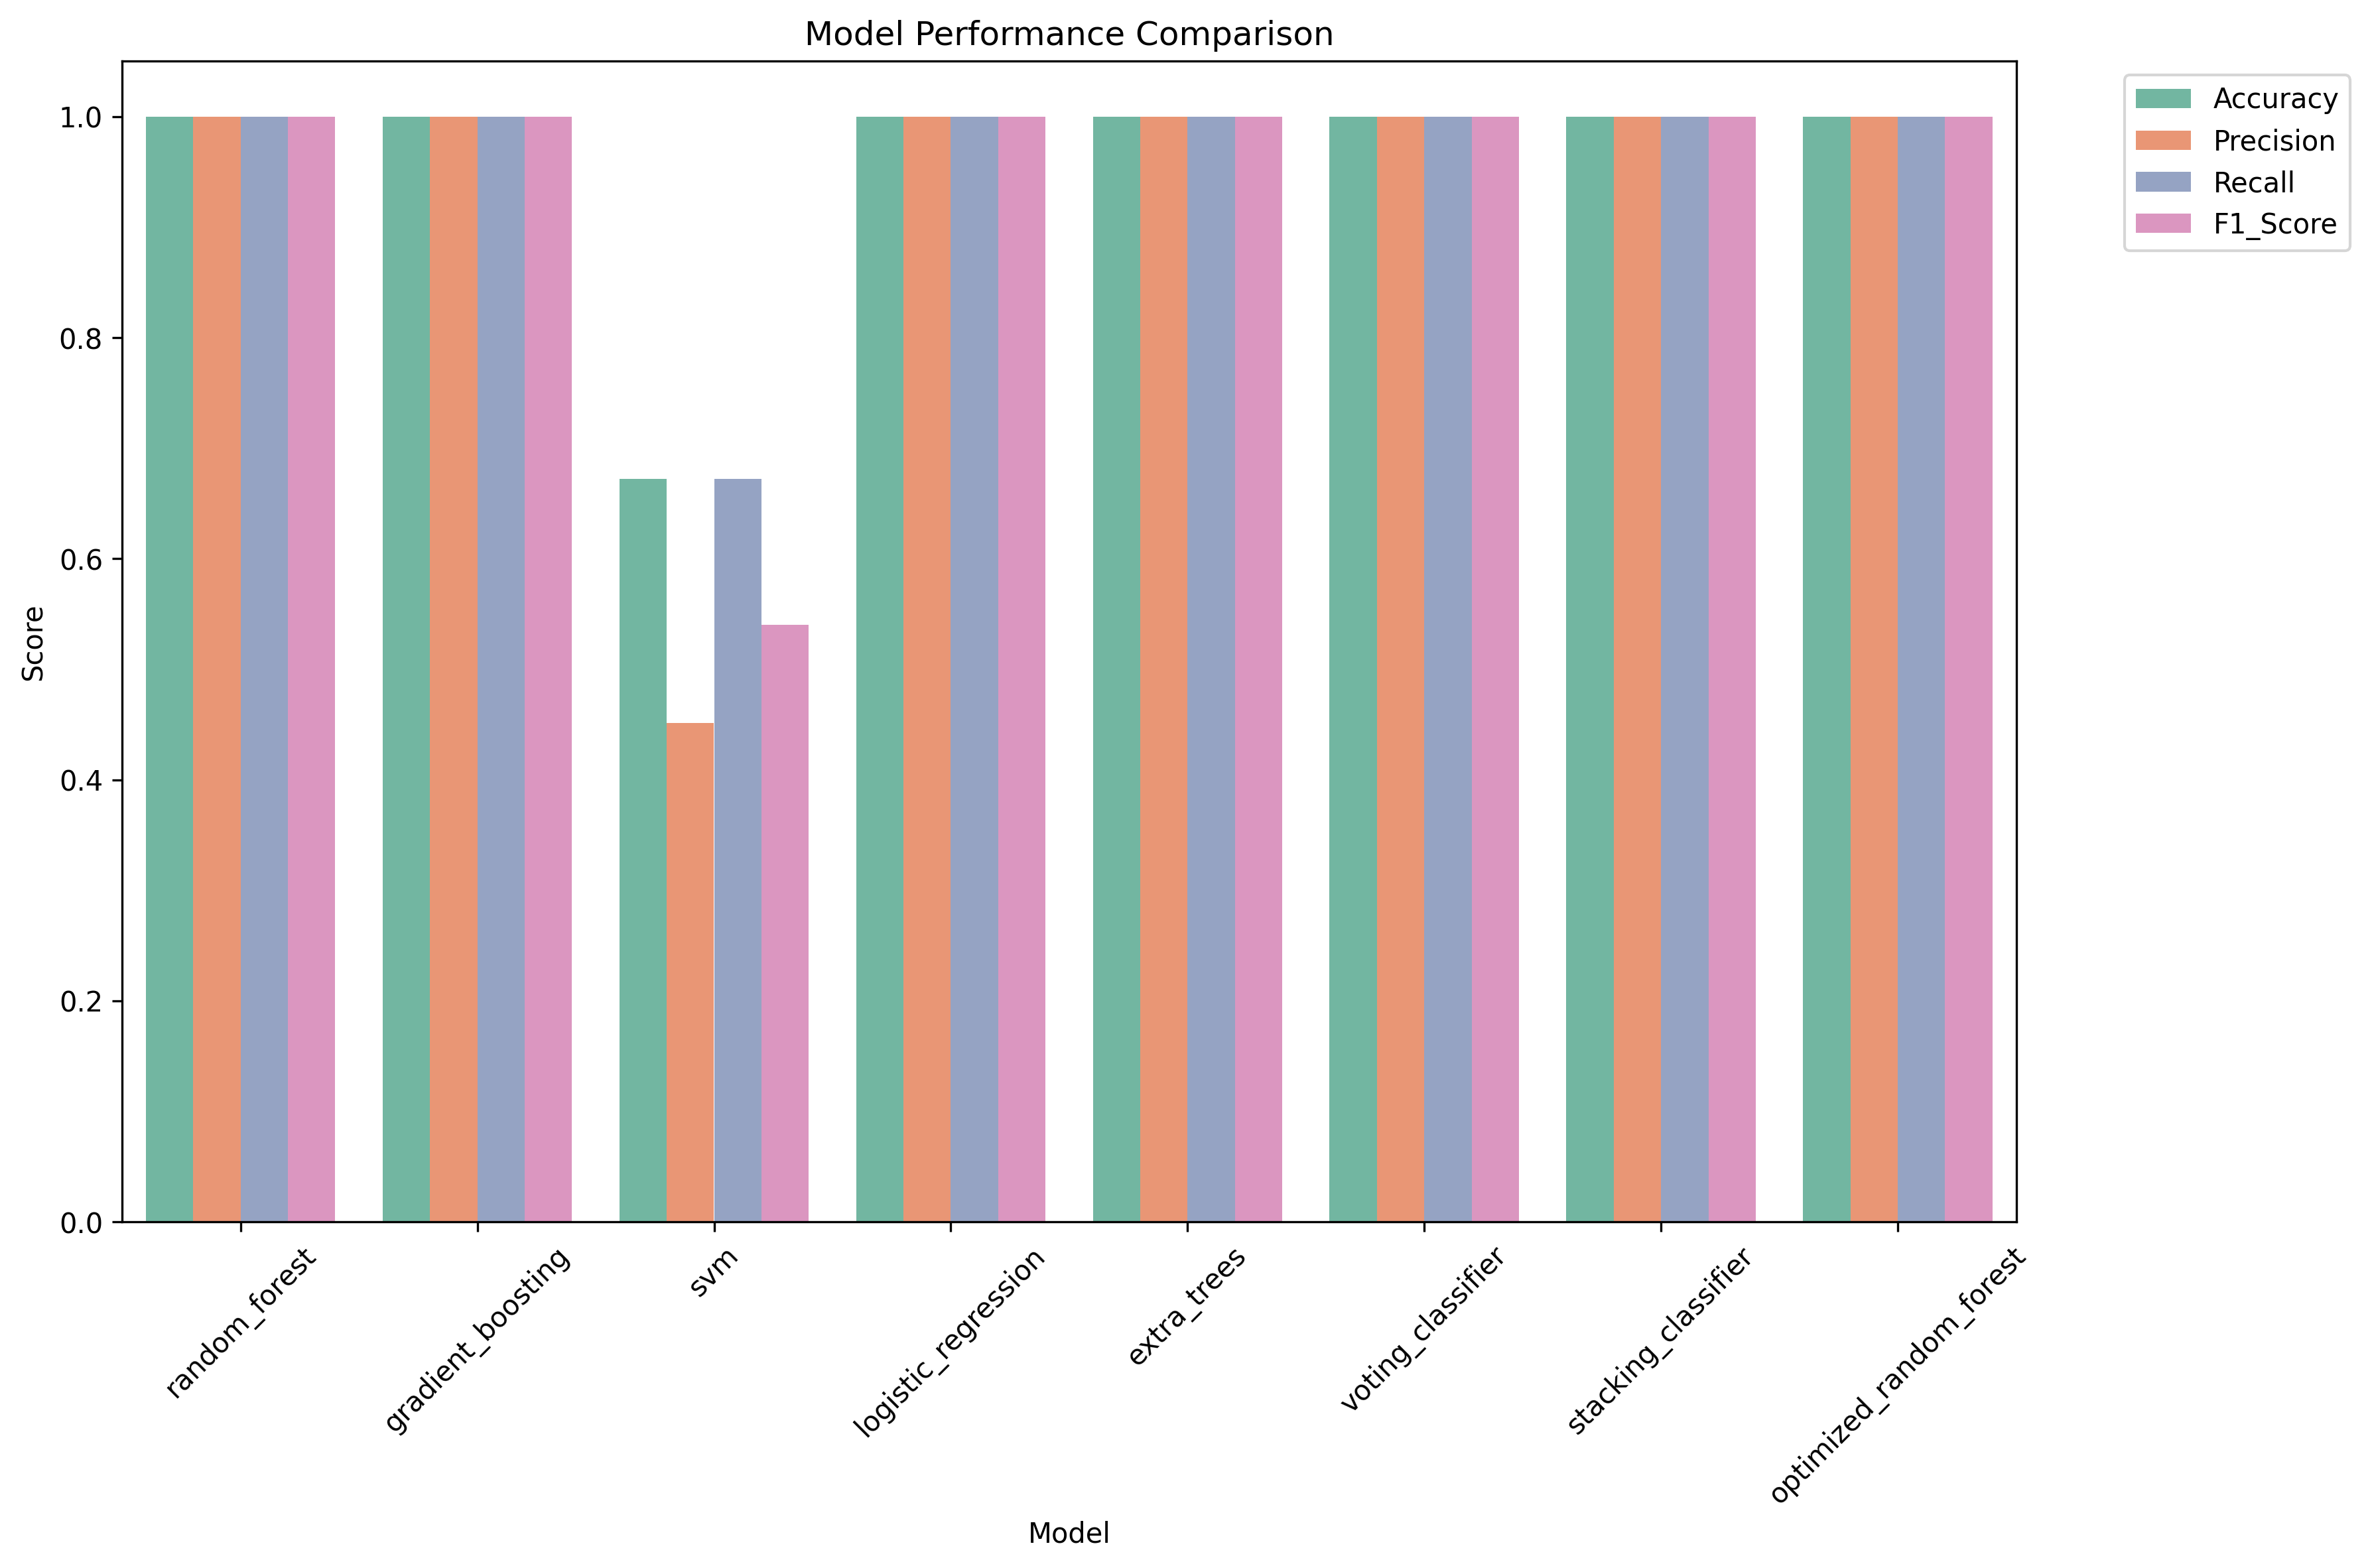 Model Performance Comparison
Accuracy
Precision
Recall
F1_Score
1.0
0.8
0.6
0.4
0.2
0.0
Score
random_forest
gradient_boosting
svm
logistic_regression
extra_trees
voting_classifier
stacking_classifier
optimized_random_forest
Model